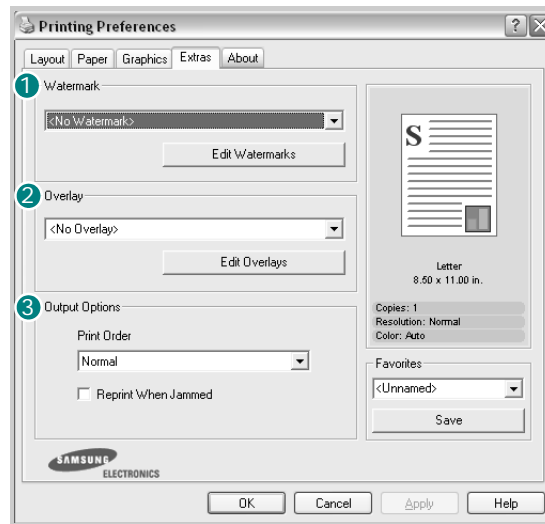 Printing Preferences
Layout Paper Graphics Extras About
1 Watermark
<No Watermark>
Edit Watermarks
2 Overlay
<No Overlay>
Edit Overlays
3 Output Options
Print Order
Normal
Reprint When Jammed
SAMSUNG
ELECTRONICS
S
Letter
8.50 x 11.00 in.
Copies: 1
Resolution: Normal
Color: Auto
Favorites
<Unnamed>
Save
OK Cancel Apply Help